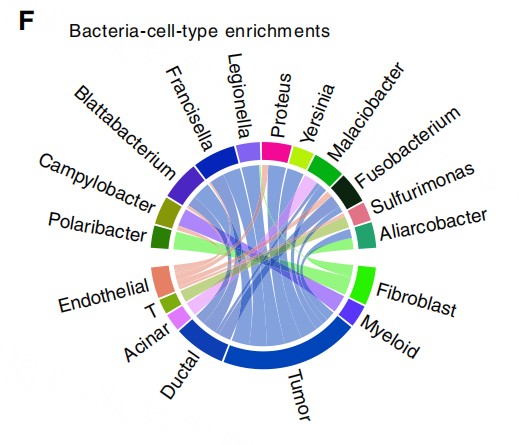 F
Bacteria-cell-type enrichments
Polaribacter
Campylobacter
Blattabacterium
Francisella
Legionella
Proteus
Yersinia
Malaciobacter
Fusobacterium
Sulfurimonas
Aliarcobacter
Fibroblast
Myeloid
Tumor
Ductal
Acinar
T
Endothelial